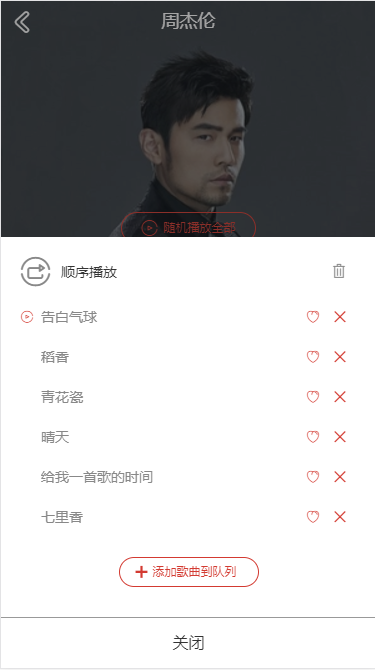 周杰伦
随机播放全部
顺序播放
告白气球
稻香
青花瓷
晴天
给我一首歌的时间
七里香
添加歌曲到队列
关闭